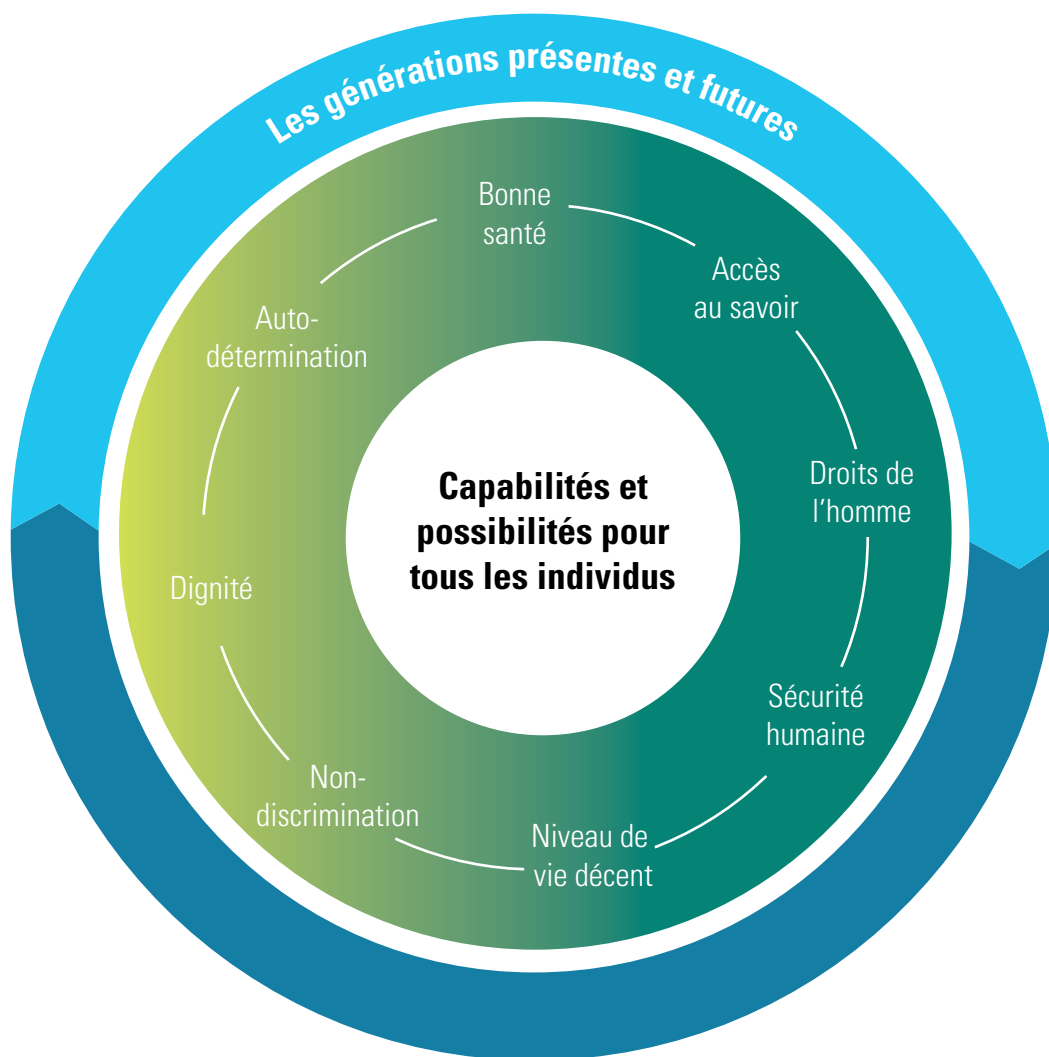 Les générations présentes et futures
Bonne
santé
Accès
au savoir
Droits de
l’homme
Sécurité
humaine
Niveau de
vie décent
Non-
discrimination
Dignité
Auto-
détermination
Capabilités et
possibilités pour
tous les individus